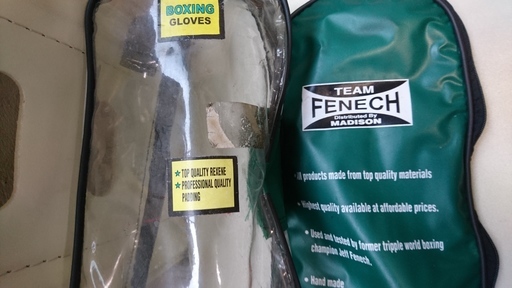 BOXING
GLOVES
★ TOP QUALITY REXENE
★ PROFESSIONAL QUALITY
PADDING
TEAM
FENECH
Distributed By
MADISON
• All products made from top quality materials
• Highest quality available at affordable prices.
• Used and tested by former tripple world boxing
champion Jeff Fenech.
• Hand made